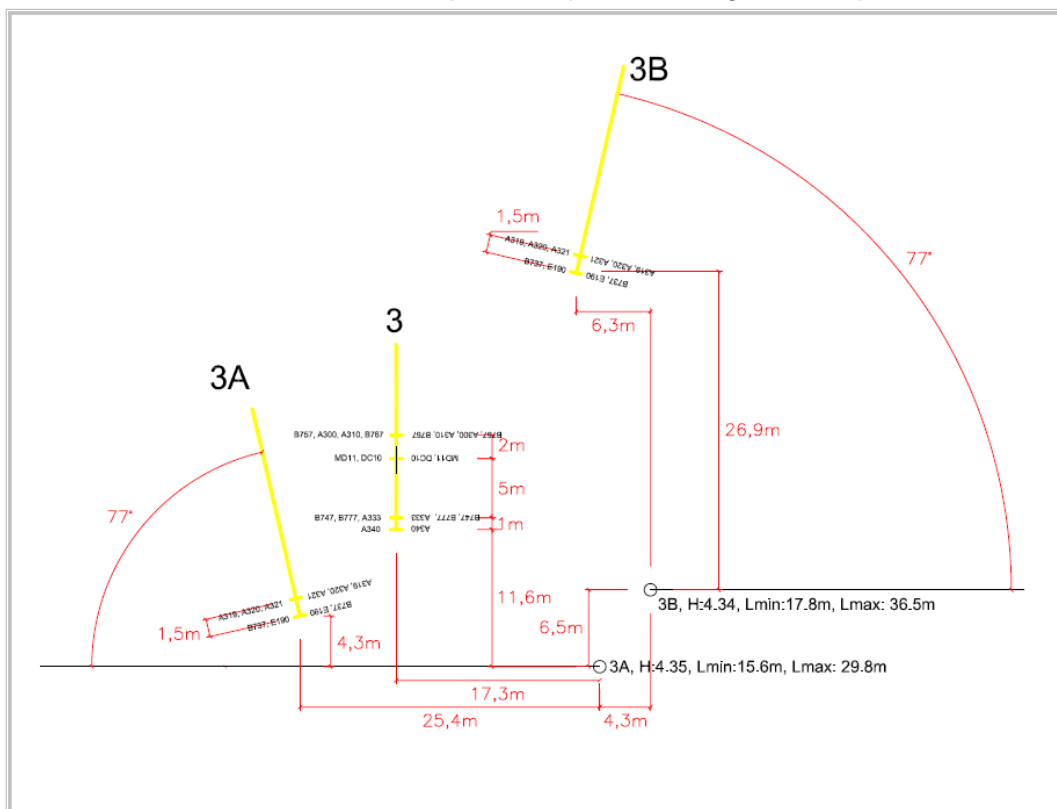 3B
1,5m
A319, A320, A321
A319, A320, A321
B737, E190
B737, E190
77°
6,3m
3
3A
26,9m
B757, A300, A310, B767
B757, A300, A310, B767
2m
MD11, DC10
MD11, DC10
5m
77°
B747, B777, A333
B747, B777, A333
1m
A340
A340
11,6m
A319, A320, A321
A319, A320, A321
B737, E190
B737, E190
1,5m
4,3m
6,5m
3B, H:4.34, Lmin:17.8m, Lmax: 36.5m
3A, H:4.35, Lmin:15.6m, Lmax: 29.8m
17,3m
25,4m
4,3m